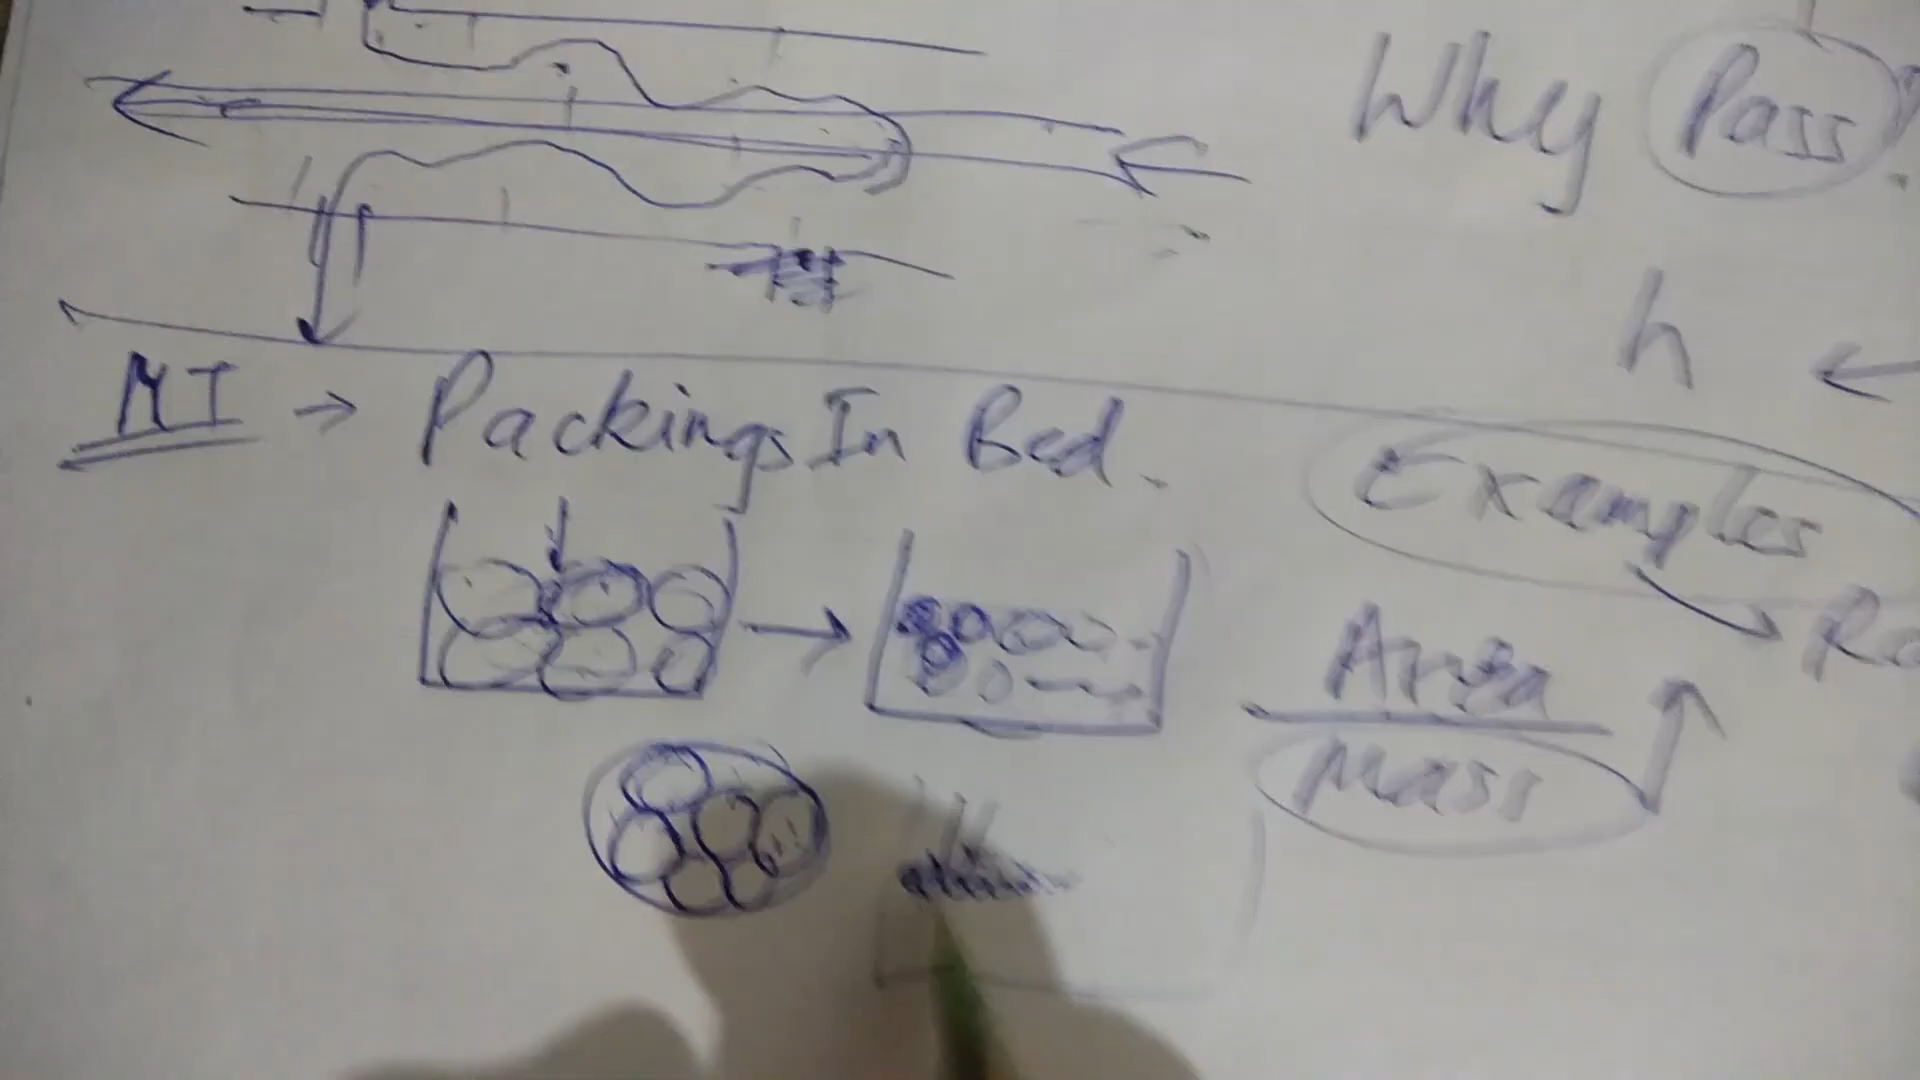 Why Pass ?
h
MI → Packings In Bed.
Examples
Area
Mass